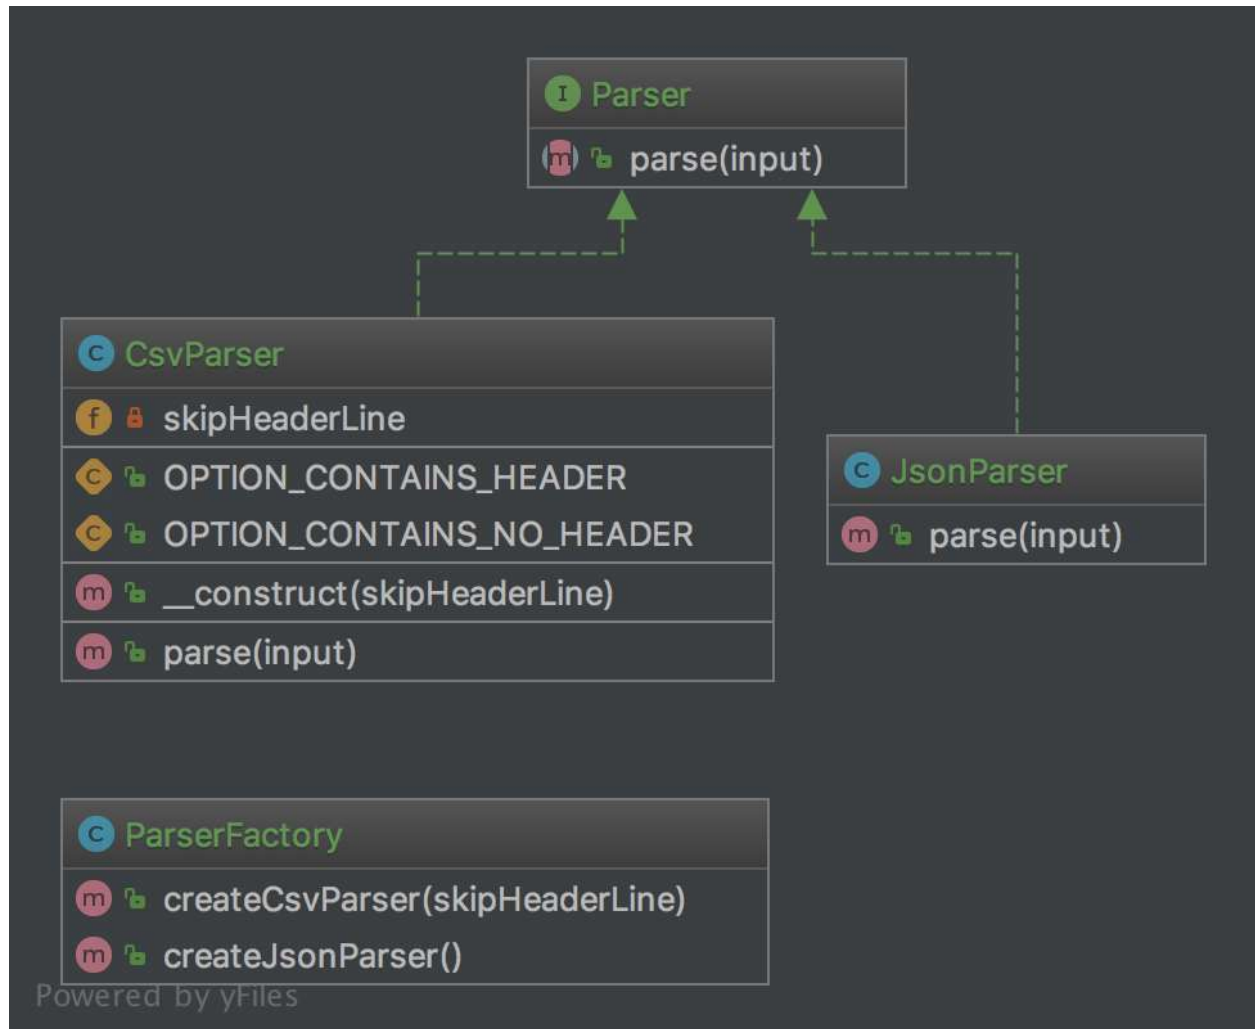 I Parser
m parse(input)
C CsvParser
f skipHeaderLine
C OPTION_CONTAINS_HEADER
C OPTION_CONTAINS_NO_HEADER
m __construct(skipHeaderLine)
m parse(input)
C JsonParser
m parse(input)
C ParserFactory
m createCsvParser(skipHeaderLine)
m createJsonParser()
Powered by yFiles